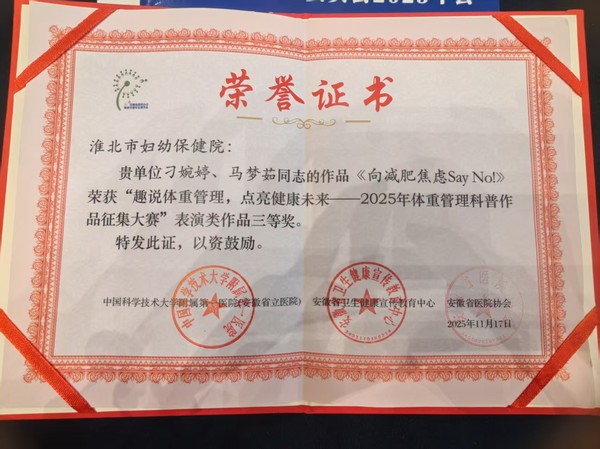 荣誉证书
淮北市妇幼保健院：
贵单位刁婉婷、马梦茹同志的作品《向减肥焦虑Say No!》
荣获“趣说体重管理，点亮健康未来——2025年体重管理科普作
品征集大赛”表演类作品三等奖。
特发此证，以资鼓励。
中国科学技术大学附属第一医院(安徽省立医院) 安徽省卫生健康宣传教育中心 安徽省医院协会
2025年11月17日